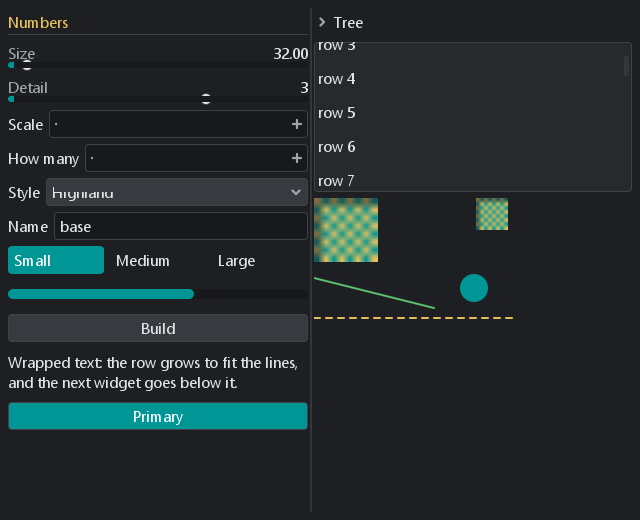 Numbers
Size 32.00
Detail 3
Scale
How many
Style Highland
Name base
Small Medium Large
Build
Wrapped text: the row grows to fit the lines,
and the next widget goes below it.
Primary
Tree
row 3
row 4
row 5
row 6
row 7